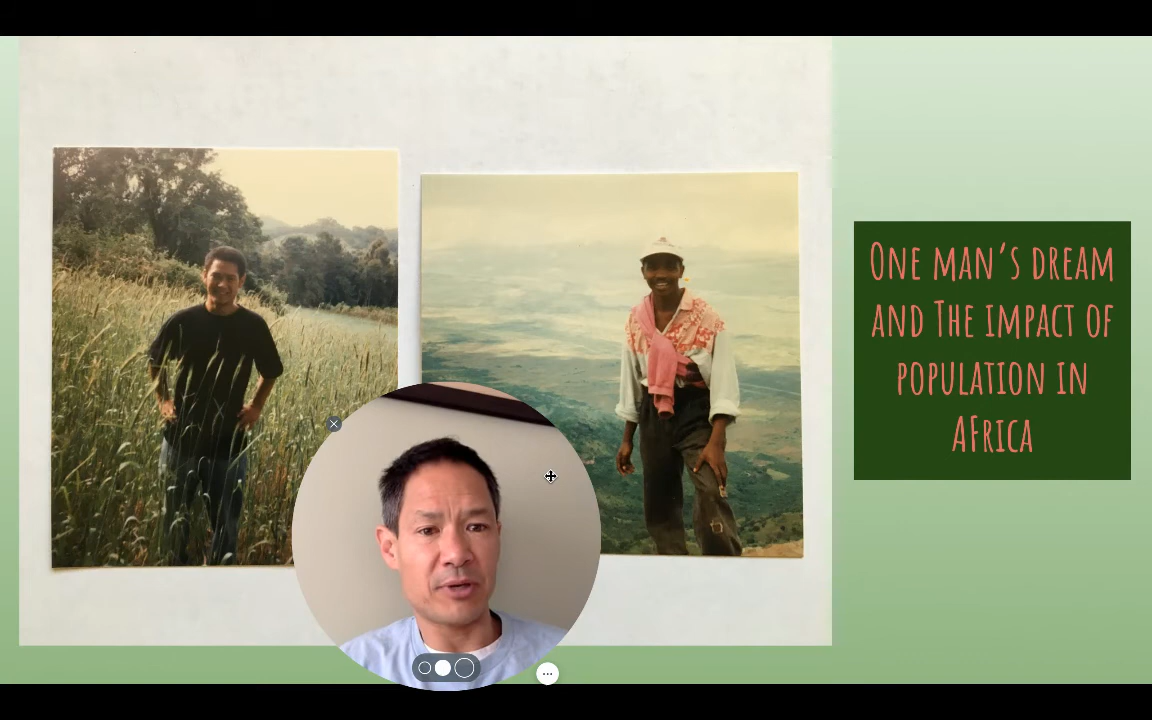 One man's dream
and The impact of
population in
Africa